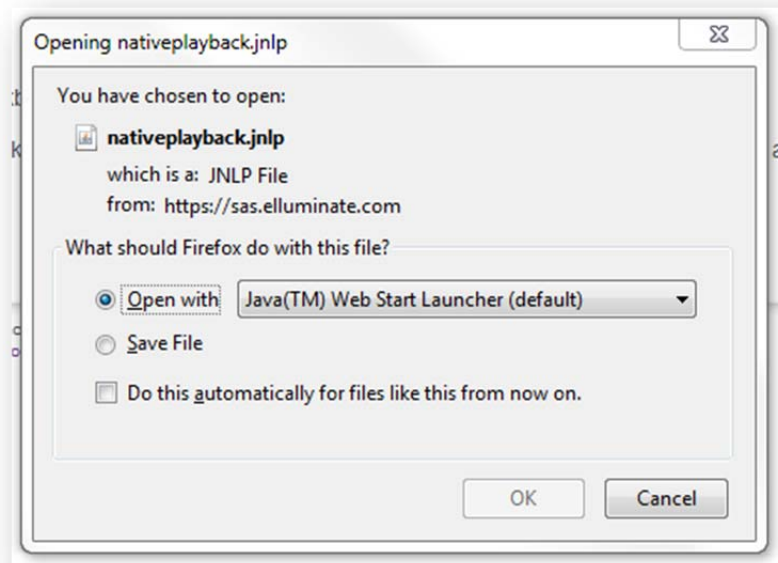 Opening nativeplayback.jnlp
You have chosen to open:
nativeplayback.jnlp
which is a: JNLP File
from: https://sas.elluminate.com
What should Firefox do with this file?
Open with Java(TM) Web Start Launcher (default)
Save File
Do this automatically for files like this from now on.
OK Cancel